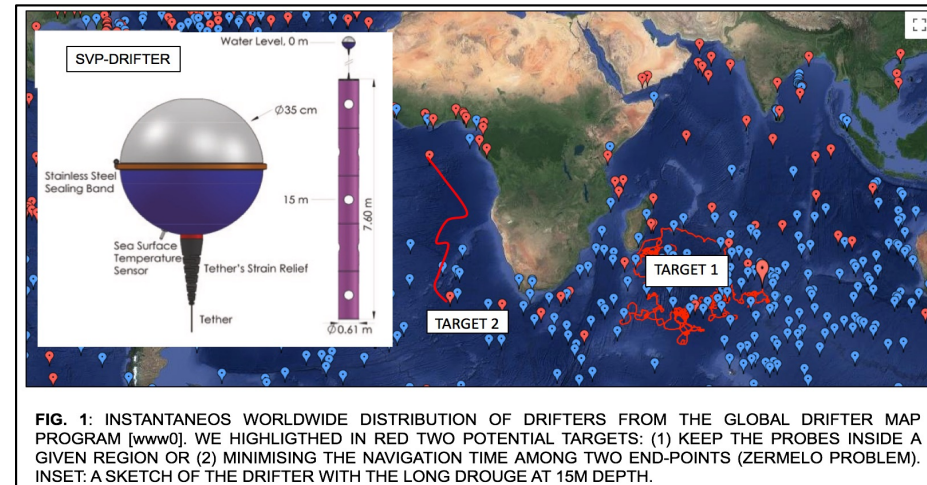 SVP-DRIFTER
Water Level, 0 m
Ø35 cm
Stainless Steel
Sealing Band
15 m
7.60 m
Sea Surface
Temperature
Sensor
Tether's Strain Relief
Tether
Ø0.61 m
TARGET 1
TARGET 2
FIG. 1: INSTANTANEOS WORLDWIDE DISTRIBUTION OF DRIFTERS FROM THE GLOBAL DRIFTER MAP
PROGRAM [www0]. WE HIGHLIGTHED IN RED TWO POTENTIAL TARGETS: (1) KEEP THE PROBES INSIDE A
GIVEN REGION OR (2) MINIMISING THE NAVIGATION TIME AMONG TWO END-POINTS (ZERMELO PROBLEM).
INSET: A SKETCH OF THE DRIFTER WITH THE LONG DROUGE AT 15M DEPTH.